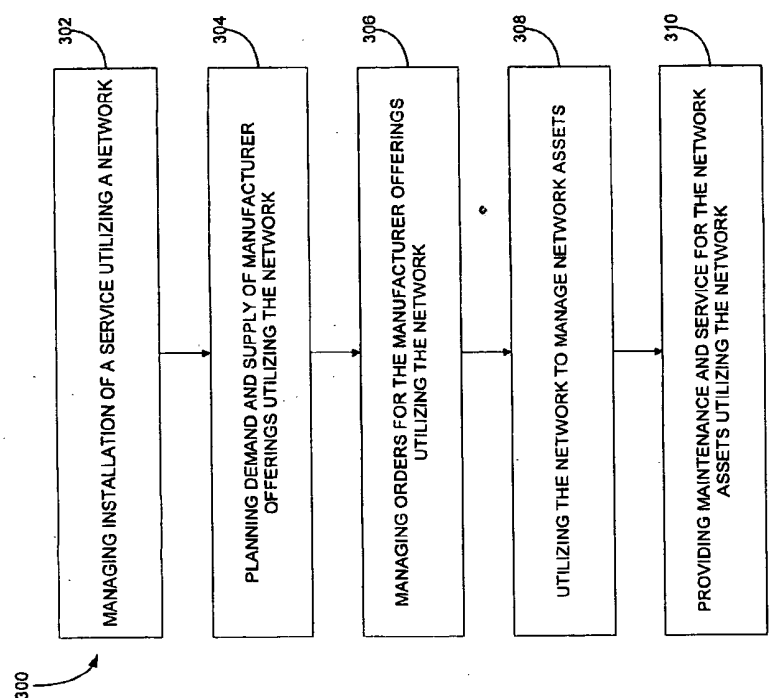 300
302
MANAGING INSTALLATION OF A SERVICE UTILIZING A NETWORK
304
PLANNING DEMAND AND SUPPLY OF MANUFACTURER
OFFERINGS UTILIZING THE NETWORK
306
MANAGING ORDERS FOR THE MANUFACTURER OFFERINGS
UTILIZING THE NETWORK
308
UTILIZING THE NETWORK TO MANAGE NETWORK ASSETS
310
PROVIDING MAINTENANCE AND SERVICE FOR THE NETWORK
ASSETS UTILIZING THE NETWORK